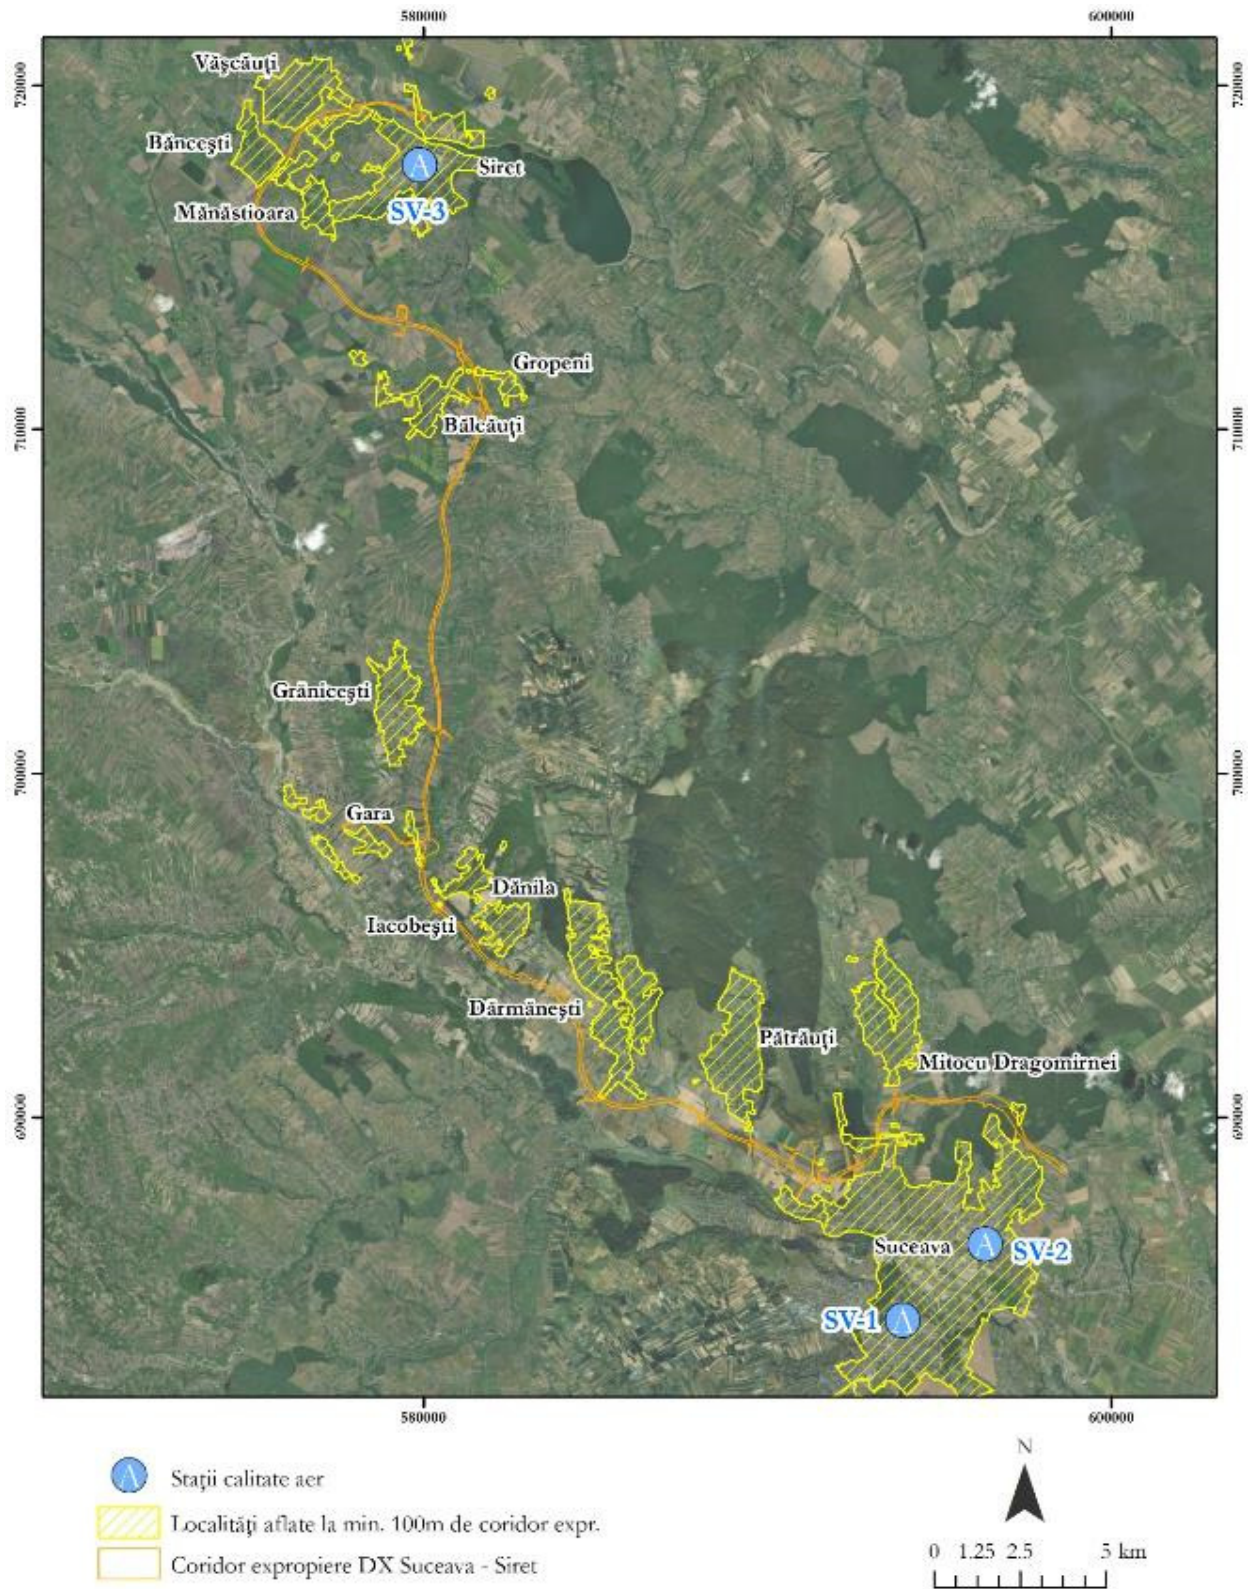 580000
600000
Vășcăuți
720000
720000
Băncești
Siret
Mănăstioara
SV-3
Gropeni
710000
710000
Bălcăuți
Grănicești
700000
700000
Gara
Dănila
Iacobești
Dărmănești
Pătrăuți
Mitocu Dragomirnei
690000
690000
Suceava
SV-2
SV-1
580000
600000
A Stații calitate aer
Localități aflate la min. 100m de coridor expr.
Coridor expropiere DX Suceava - Siret
N
0 1.25 2.5 5 km